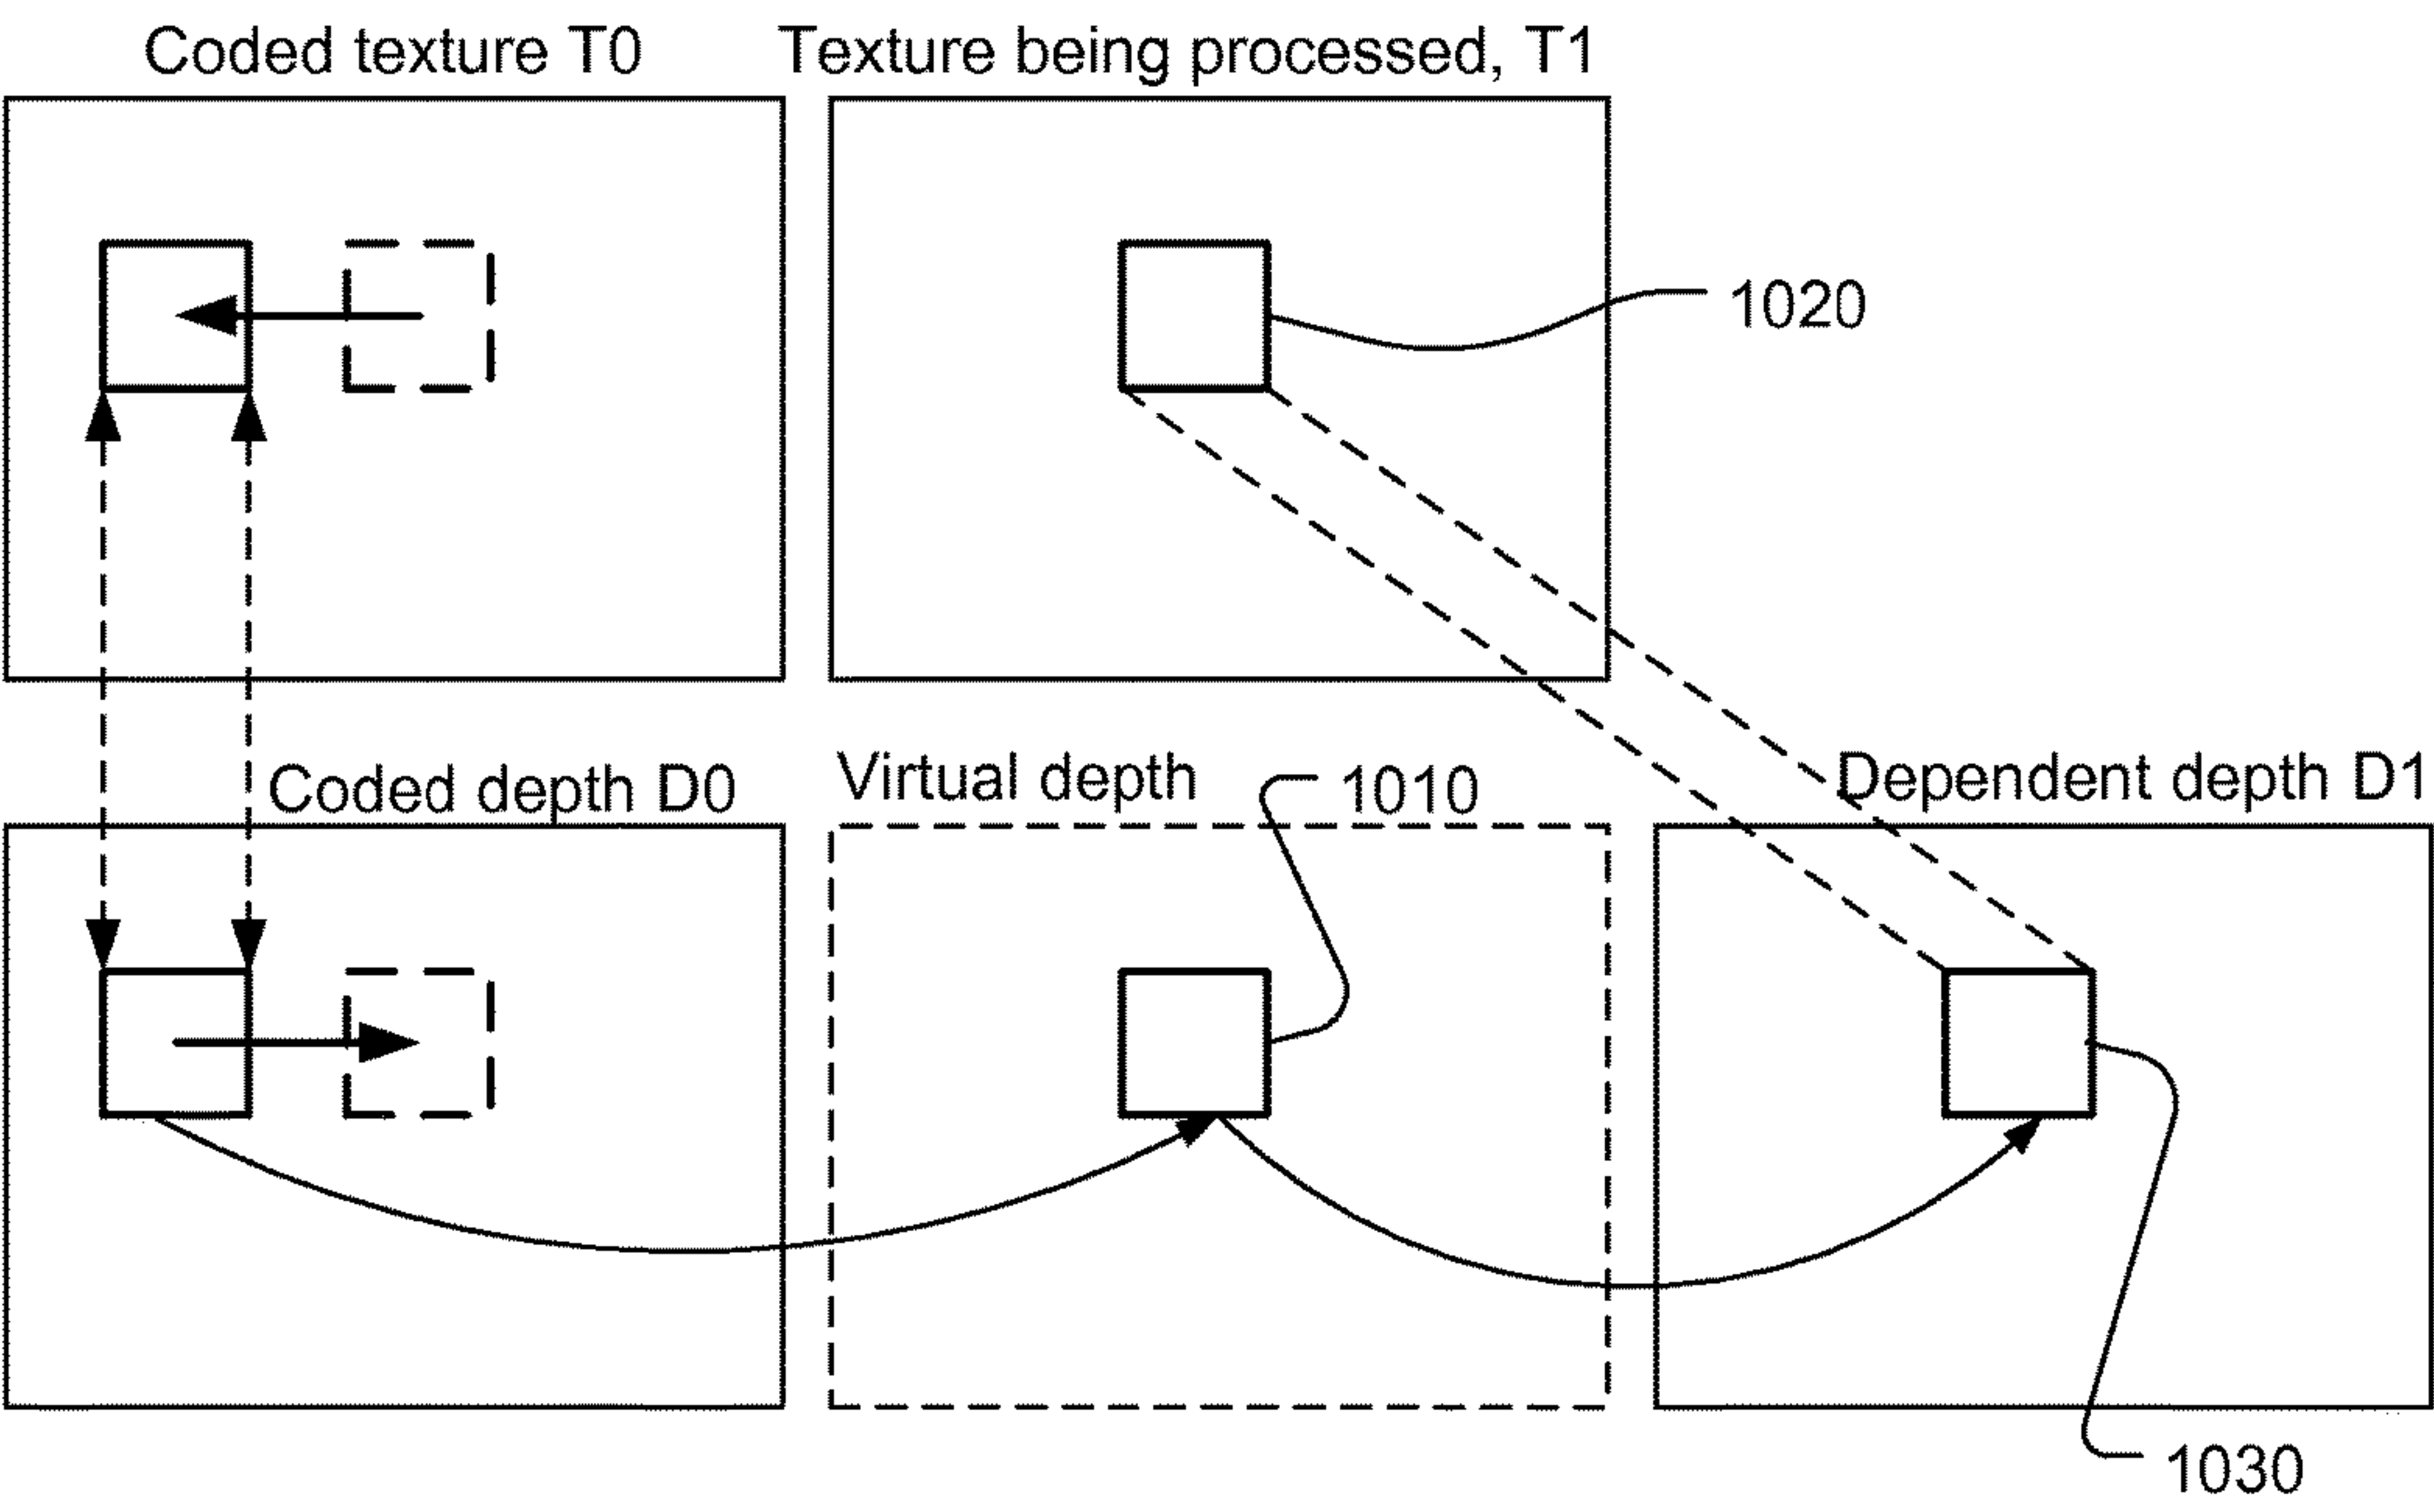 Coded texture T0
Texture being processed, T1
1020
Coded depth D0
Virtual depth
1010
Dependent depth D1
1030